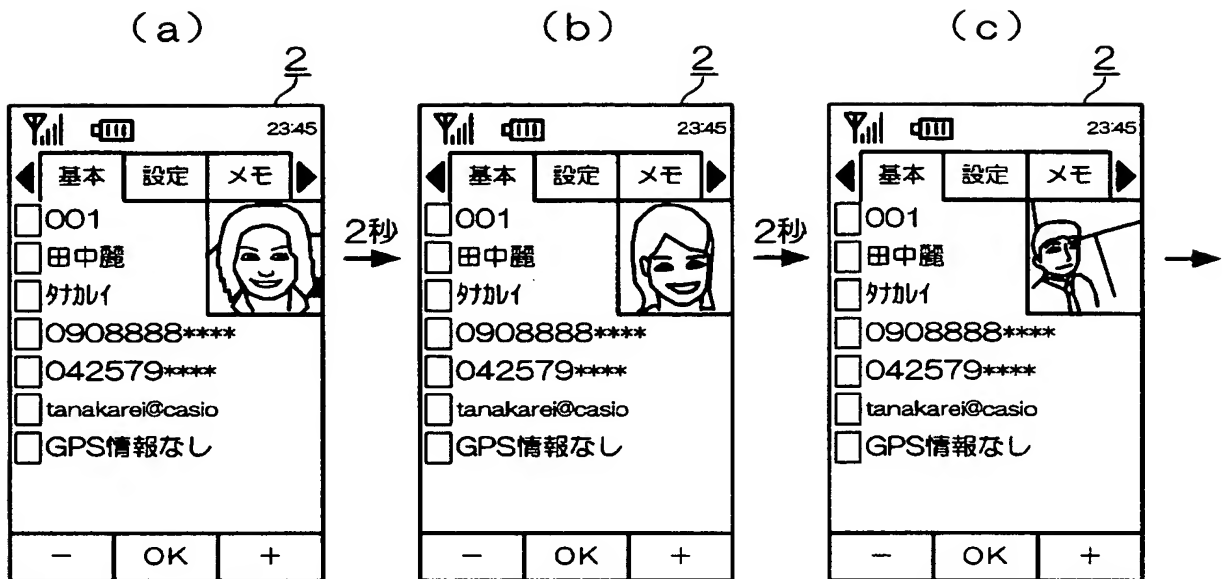 (a)
2
23:45
基本 設定 メモ
001
田中麗
ﾀﾅｶﾚｲ
0908888****
042579****
tanakarei@casio
GPS情報なし
− OK +
2秒
(b)
2
23:45
基本 設定 メモ
001
田中麗
ﾀﾅｶﾚｲ
0908888****
042579****
tanakarei@casio
GPS情報なし
− OK +
2秒
(c)
2
23:45
基本 設定 メモ
001
田中麗
ﾀﾅｶﾚｲ
0908888****
042579****
tanakarei@casio
GPS情報なし
− OK +